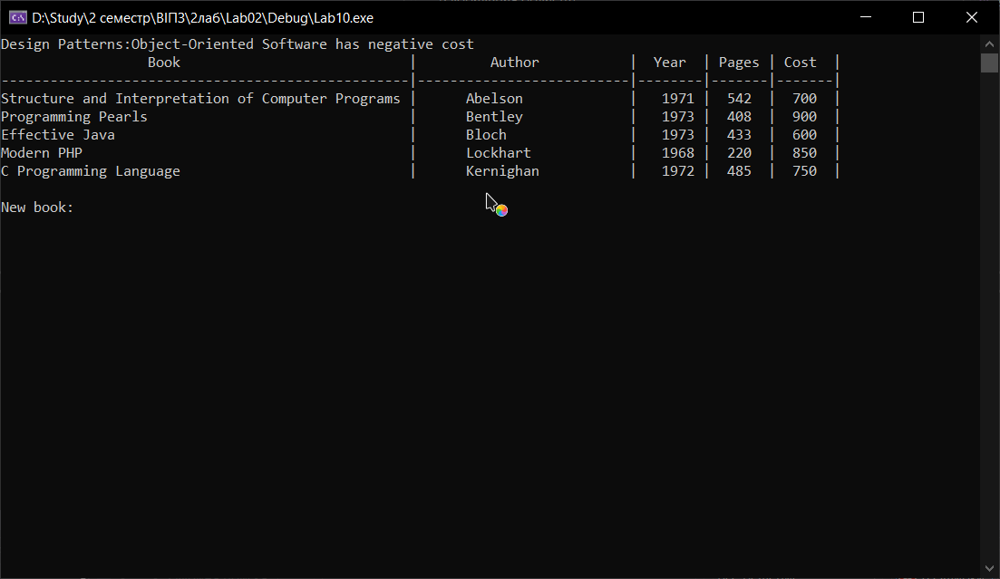 D:\Study\2 семестр\ВІПЗ\2лаб\Lab02\Debug\Lab10.exe
Design Patterns:Object-Oriented Software has negative cost
                  Book                            |         Author           |  Year  | Pages | Cost  |
--------------------------------------------------|--------------------------|--------|-------|-------|
Structure and Interpretation of Computer Programs |      Abelson             |   1971 |  542  |  700  |
Programming Pearls                                |      Bentley             |   1973 |  408  |  900  |
Effective Java                                    |      Bloch               |   1973 |  433  |  600  |
Modern PHP                                        |      Lockhart            |   1968 |  220  |  850  |
C Programming Language                            |      Kernighan           |   1972 |  485  |  750  |
New book: